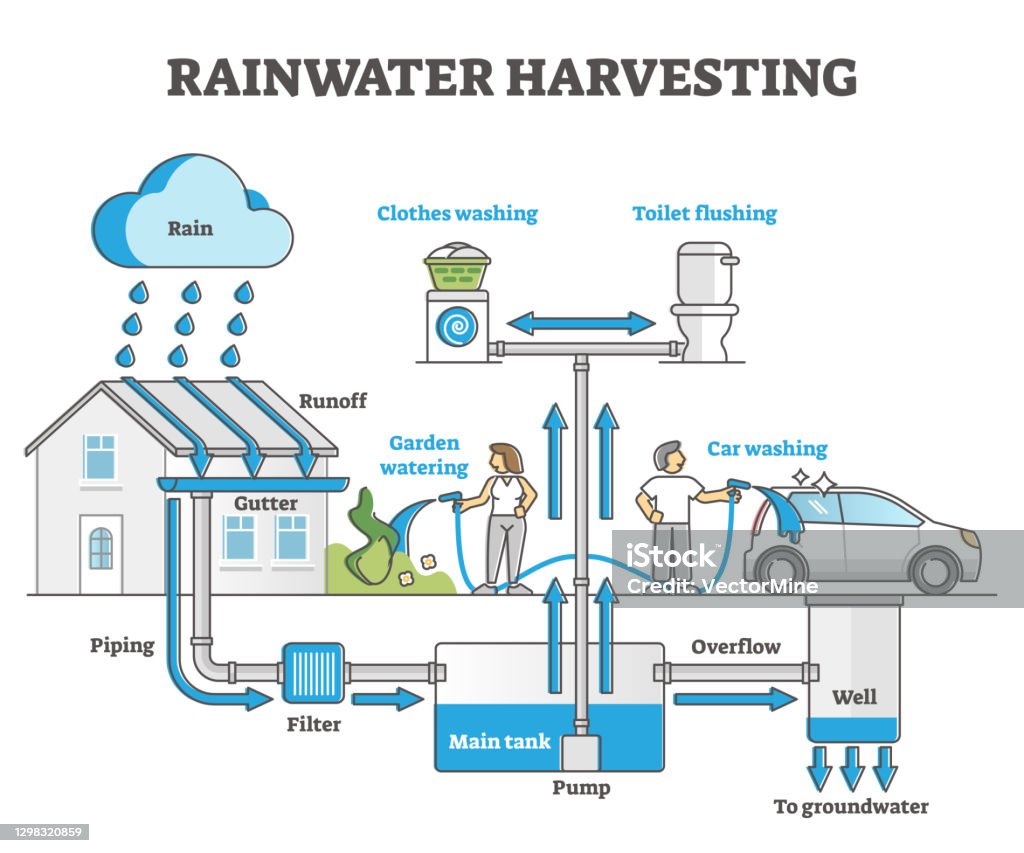 RAINWATER HARVESTING
Rain
Clothes washing
Toilet flushing
Runoff
Garden
watering
Car washing
Gutter
iStock
Credit: VectorMine
Piping
Overflow
Filter
Main tank
Well
Pump
To groundwater
1298320859